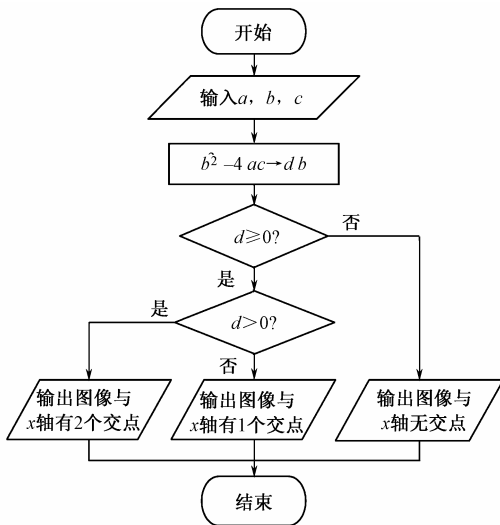 开始
输入a，b，c
b^2 –4 ac→d b
d≥0?
否
是
d>0?
是
否
输出图像与
x轴有2个交点
输出图像与
x轴有1个交点
输出图像与
x轴无交点
结束